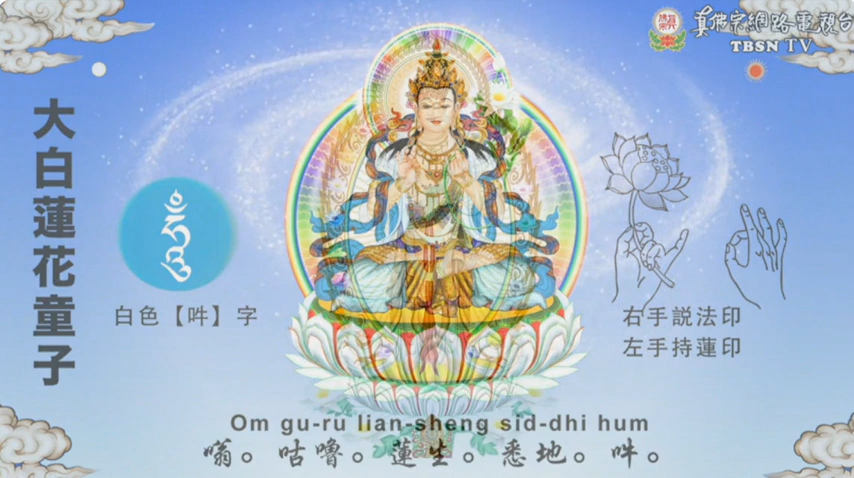 真佛宗網路電視台
TBSN TV
大白蓮花童子
白色【吽】字
右手説法印
左手持蓮印
Om gu-ru lian-sheng sid-dhi hum
嗡。咕嚕。蓮生。悉地。吽。